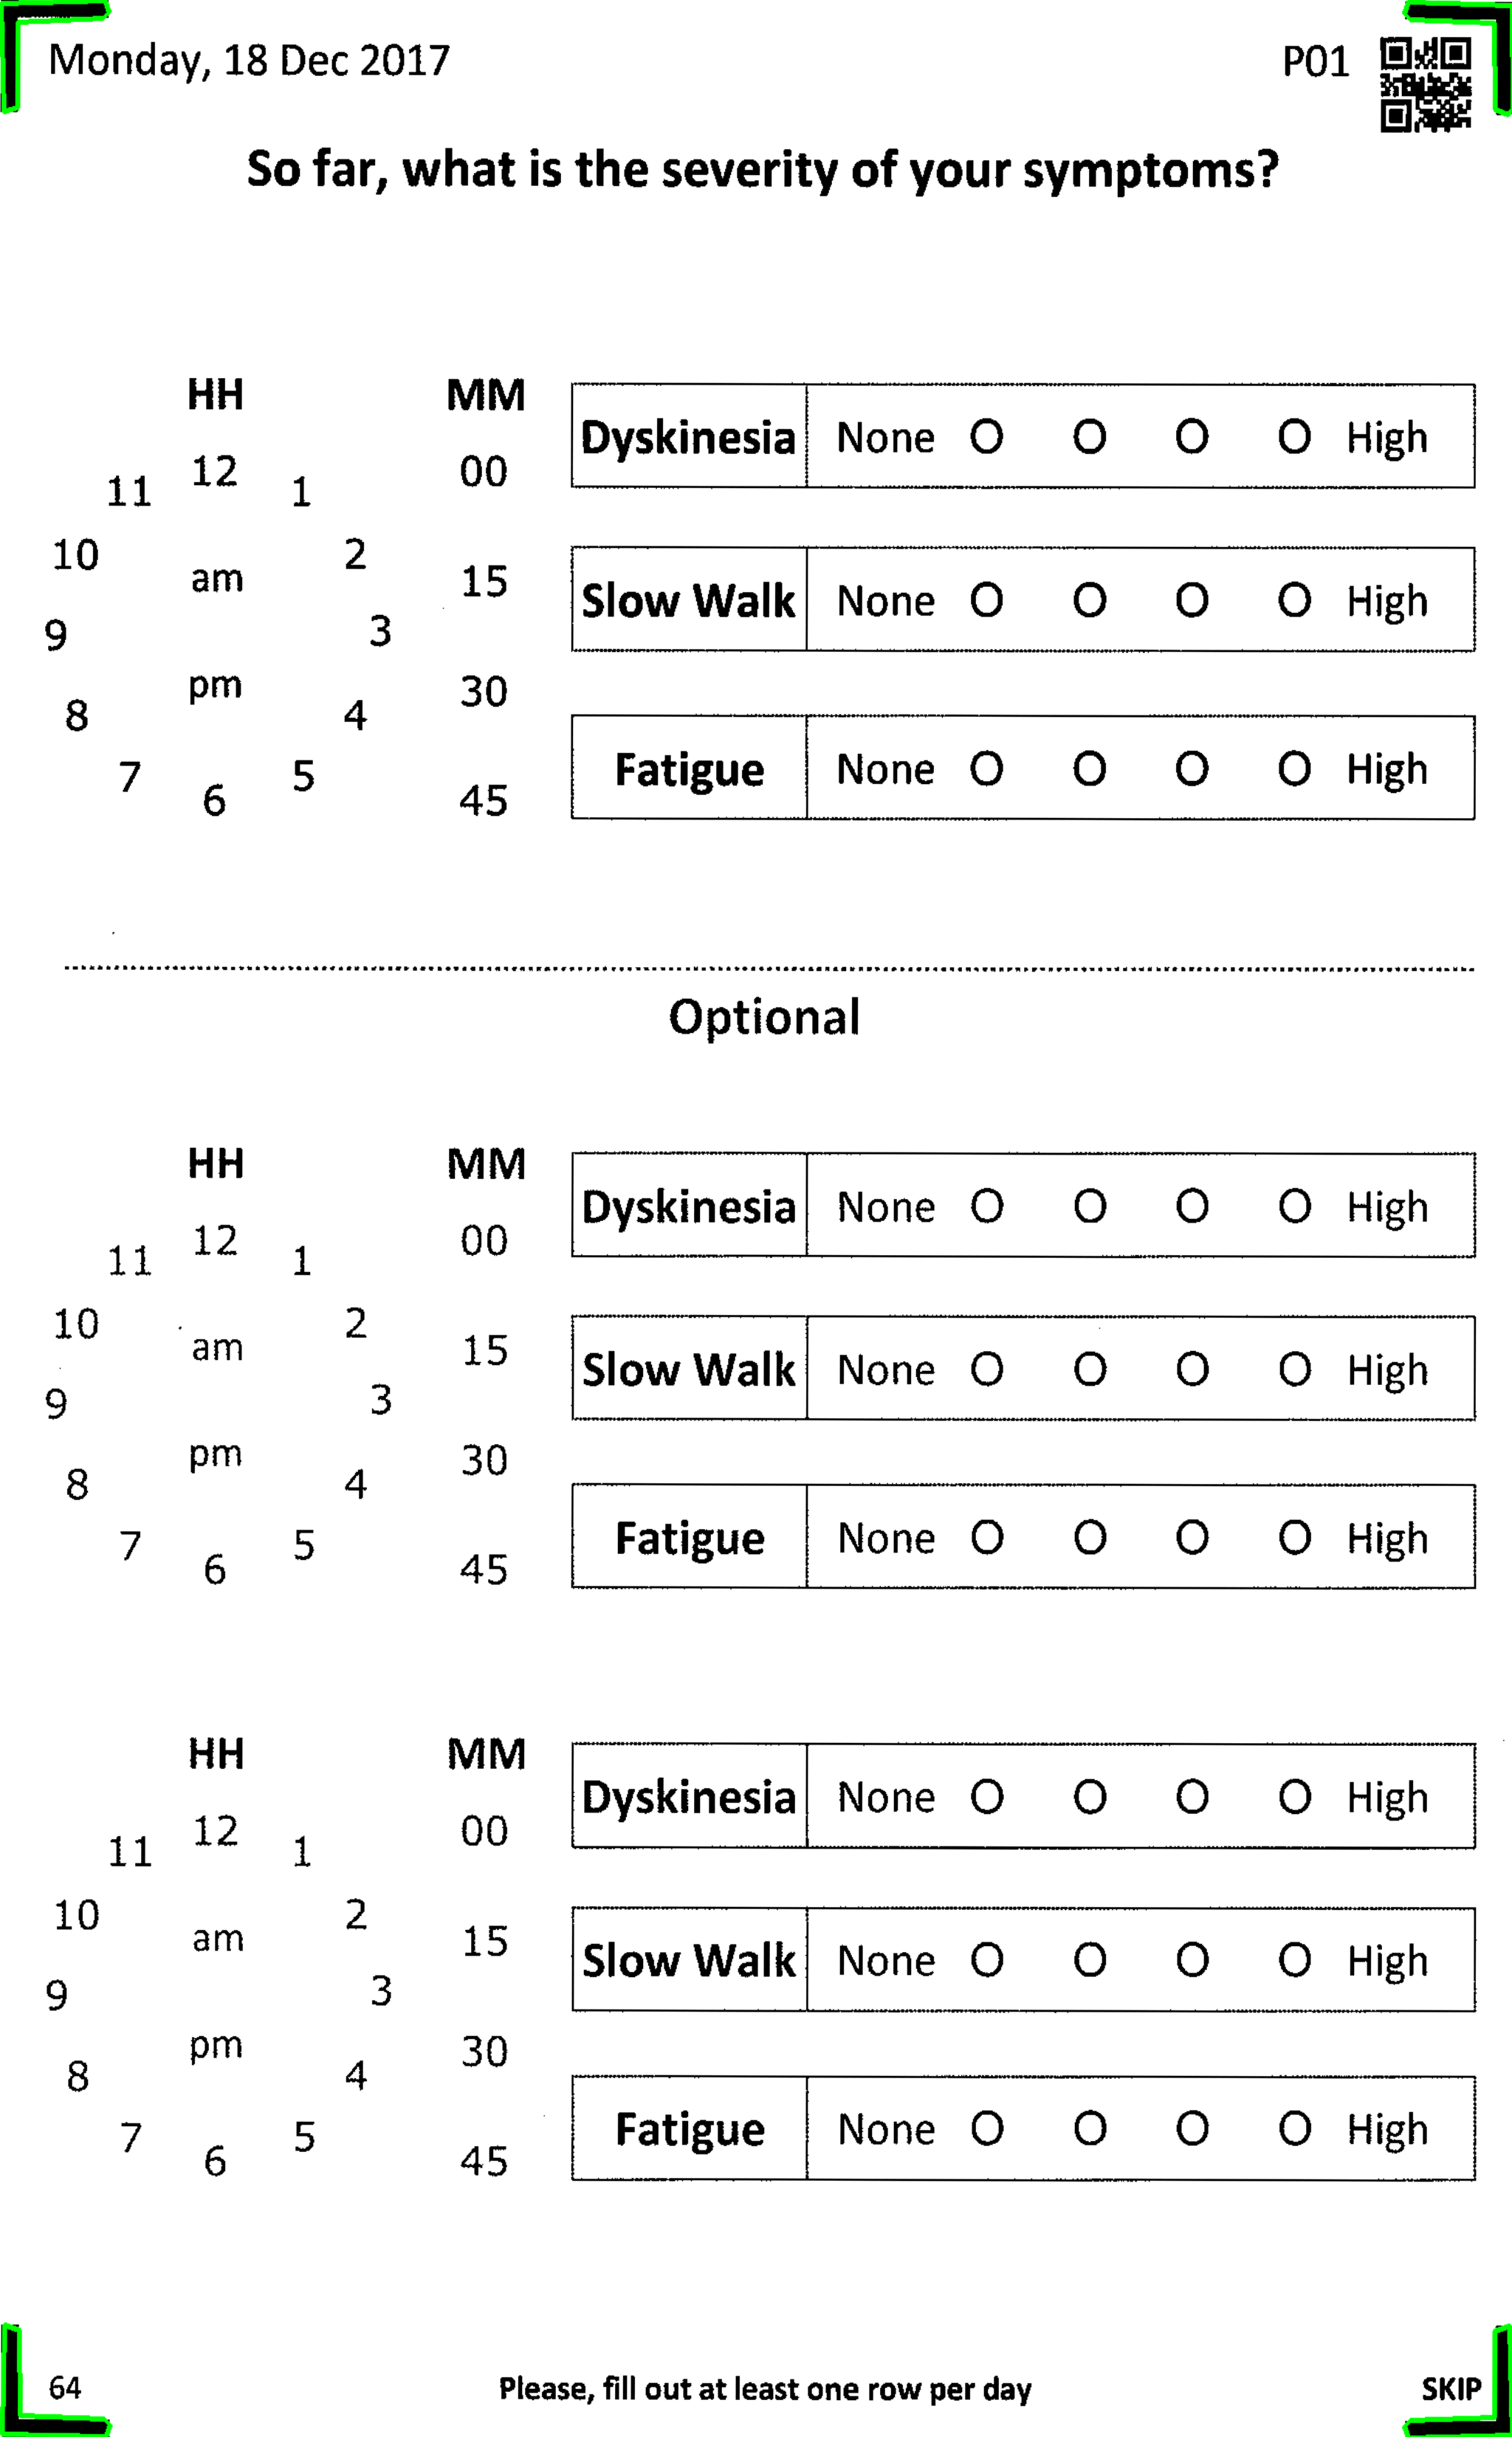 Monday, 18 Dec 2017 P01
So far, what is the severity of your symptoms?
HH MM
Dyskinesia None O O O O High
11 12 1 00
10 am 2 15
Slow Walk None O O O O High
9 3
pm 30
8 4
Fatigue None O O O O High
7 6 5 45
Optional
HH MM
Dyskinesia None O O O O High
11 12 1 00
10 am 2 15
Slow Walk None O O O O High
9 3
pm 30
8 4
Fatigue None O O O O High
7 6 5 45
HH MM
Dyskinesia None O O O O High
11 12 1 00
10 am 2 15
Slow Walk None O O O O High
9 3
pm 30
8 4
Fatigue None O O O O High
7 6 5 45
64 Please, fill out at least one row per day SKIP